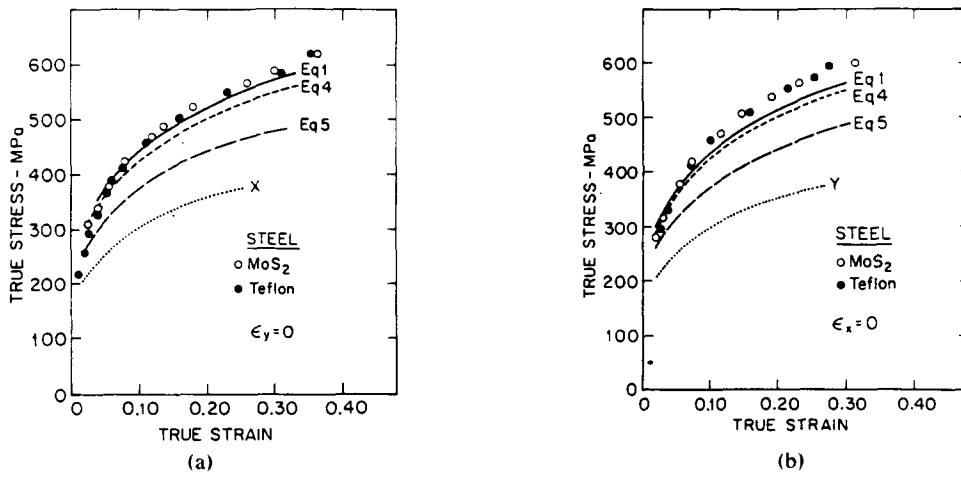 TRUE STRESS - MPa
600
500
400
300
200
100
0
0
0.10
0.20
0.30
0.40
TRUE STRAIN
Eq 1
Eq 4
Eq 5
X
STEEL
MoS₂
Teflon
ϵy=0
(a)
TRUE STRESS - MPa
600
500
400
300
200
100
0
0
0.10
0.20
0.30
0.40
TRUE STRAIN
Eq 1
Eq 4
Eq 5
Y
STEEL
MoS₂
Teflon
ϵx=0
(b)